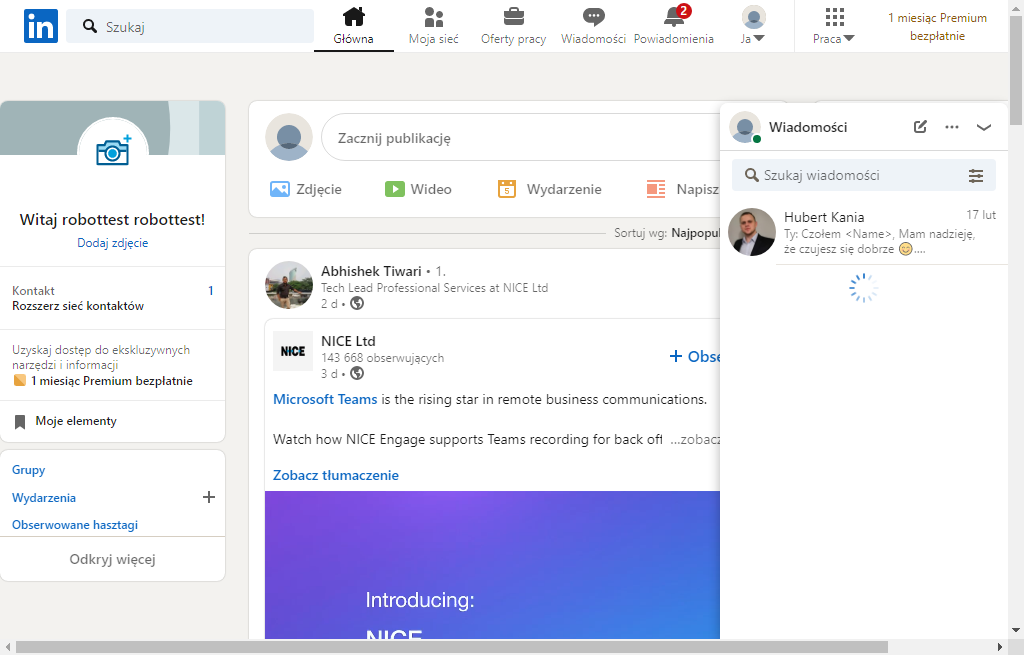 in
Szukaj
Główna
Moja sieć
Oferty pracy
Wiadomości
2
Powiadomienia
Ja
Praca
1 miesiąc Premium
bezpłatnie
Witaj robottest robottest!
Dodaj zdjęcie
Kontakt 1
Rozszerz sieć kontaktów
Uzyskaj dostęp do ekskluzywnych
narzędzi i informacji
1 miesiąc Premium bezpłatnie
Moje elementy
Grupy
Wydarzenia
Obserwowane hasztagi
Odkryj więcej
Zacznij publikację
Zdjęcie
Wideo
5
Wydarzenie
Napisz
Sortuj wg: Najpopul
Abhishek Tiwari • 1.
Tech Lead Professional Services at NICE Ltd
2 d •
NICE
NICE Ltd
143 668 obserwujących
3 d •
+ Obse
Microsoft Teams is the rising star in remote business communications.
Watch how NICE Engage supports Teams recording for back off ...zobacz
Zobacz tłumaczenie
Introducing:
NICE
Wiadomości
Szukaj wiadomości
Hubert Kania 17 lut
Ty: Czołem <Name>, Mam nadzieję,
że czujesz się dobrze 😊....